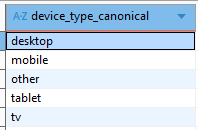 A-Z device_type_canonical
desktop
mobile
other
tablet
tv